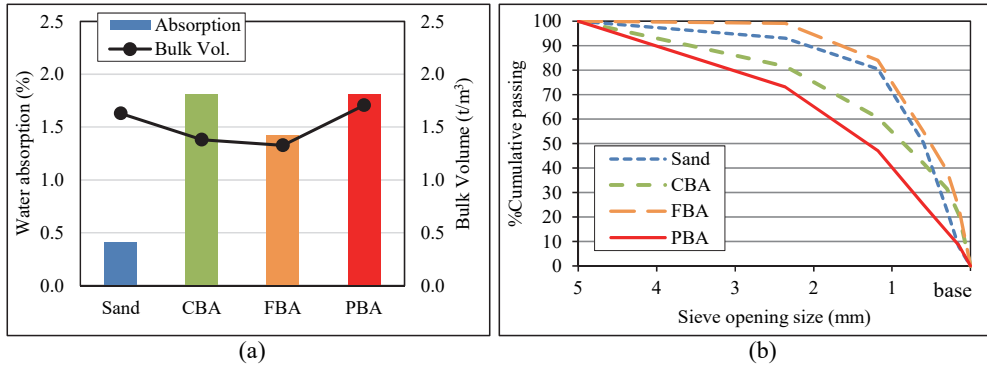 2.5
2.0
1.5
1.0
0.5
0.0
Water absorption (%)
Absorption
Bulk Vol.
Sand CBA FBA PBA
2.5
2.0
1.5
1.0
0.5
0.0
Bulk Volume (t/m³)
(a)
100
90
80
70
60
50
40
30
20
10
0
%Cumulative passing
Sand
CBA
FBA
PBA
5 4 3 2 1 base
Sieve opening size (mm)
(b)